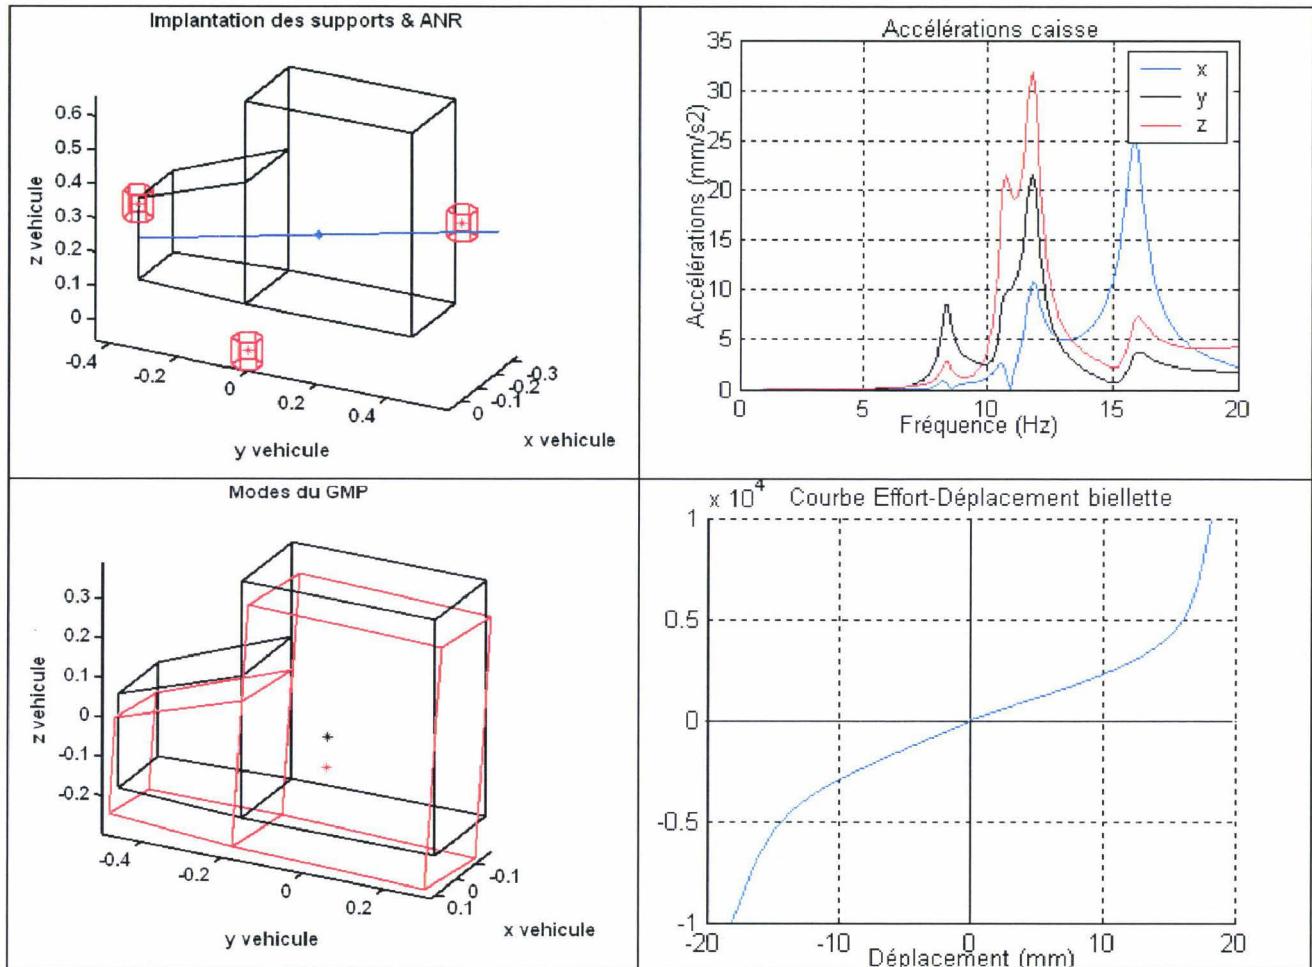 Implantation des supports & ANR
z vehicule
0.6
0.5
0.4
0.3
0.2
0.1
0
-0.4
-0.2
0
0.2
0.4
y vehicule
-0.3
-0.2
-0.1
0
x vehicule
Accélérations caisse
Accélérations (mm/s2)
35
30
25
20
15
10
5
0
x
y
z
0 5 10 15 20
Fréquence (Hz)
Modes du GMP
z vehicule
0.3
0.2
0.1
0
-0.1
-0.2
-0.4
-0.2
0
0.2
y vehicule
-0.1
0
0.1
x vehicule
x 10^4
Courbe Effort-Déplacement biellette
1
0.5
0
-0.5
-1
-20 -10 0 10 20
Déplacement (mm)